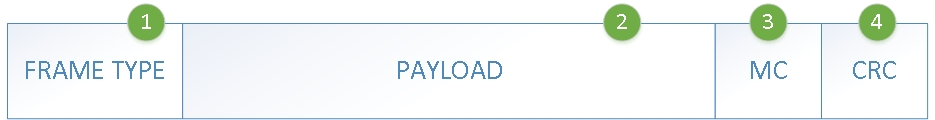 1 2 3 4
FRAME TYPE PAYLOAD MC CRC